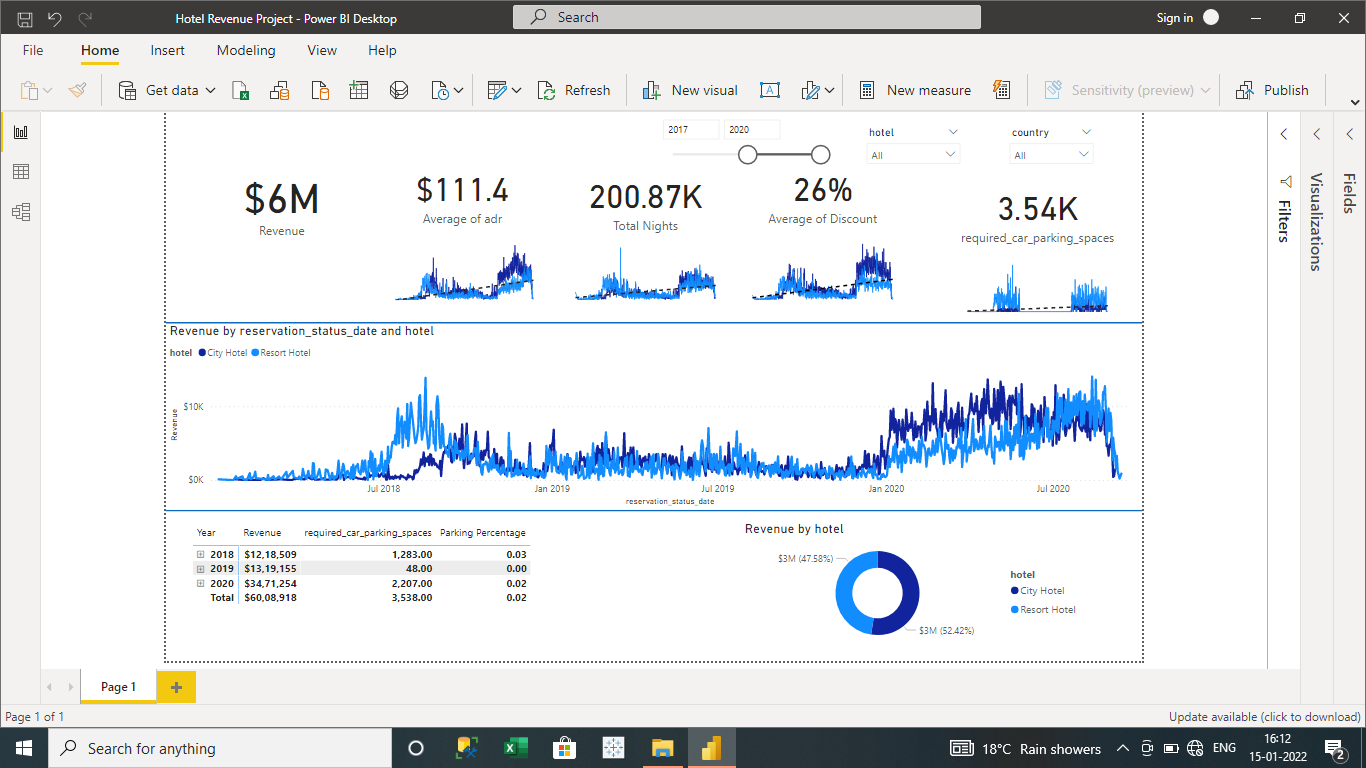 Hotel Revenue Project - Power BI Desktop
Search
Sign in
File Home Insert Modeling View Help
Get data
Refresh
New visual
A
New measure
Sensitivity (preview)
Publish
2017 2020
hotel
All
country
All
$6M
Revenue
$111.4
Average of adr
200.87K
Total Nights
26%
Average of Discount
3.54K
required_car_parking_spaces
Revenue by reservation_status_date and hotel
hotel City Hotel Resort Hotel
Revenue
$10K
$0K
Jul 2018 Jan 2019 Jul 2019 Jan 2020 Jul 2020
reservation_status_date
Year Revenue required_car_parking_spaces Parking Percentage
2018 $12,18,509 1,283.00 0.03
2019 $13,19,155 48.00 0.00
2020 $34,71,254 2,207.00 0.02
Total $60,08,918 3,538.00 0.02
Revenue by hotel
$3M (47.58%)
$3M (52.42%)
hotel
City Hotel
Resort Hotel
Filters
Visualizations
Fields
Page 1
Page 1 of 1
Update available (click to download)
Search for anything
18°C Rain showers
ENG
16:12
15-01-2022
2